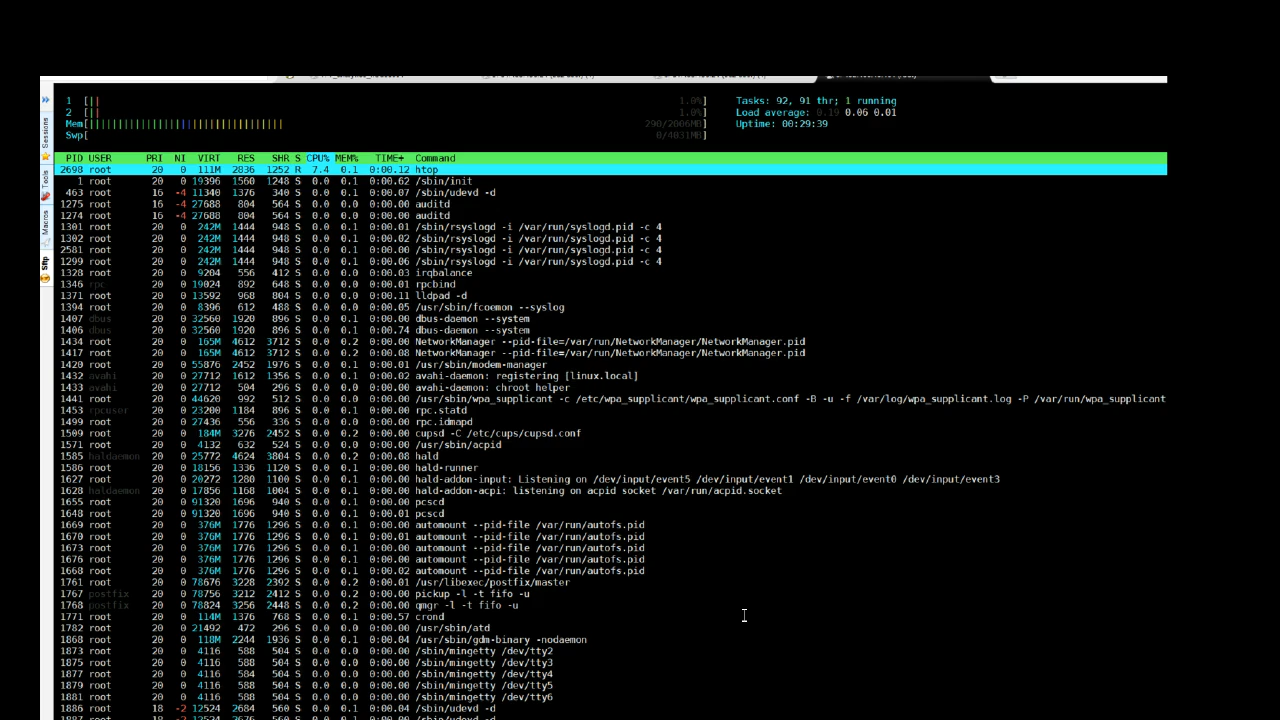 1 [|| 1.0%] Tasks: 92, 91 thr; 1 running
2 [|| 1.0%] Load average: 0.19 0.06 0.01
Mem[||||||||||||||||||||||||||||||||||| 290/2006MB] Uptime: 00:29:39
Swp[ 0/4031MB]
PID USER PRI NI VIRT RES SHR S CPU% MEM% TIME+ Command
2698 root 20 0 111M 2836 1252 R 7.4 0.1 0:00.12 htop
1 root 20 0 19396 1560 1248 S 0.0 0.1 0:00.62 /sbin/init
463 root 16 -4 11340 1376 340 S 0.0 0.1 0:00.07 /sbin/udevd -d
1275 root 16 -4 27688 804 564 S 0.0 0.0 0:00.00 auditd
1274 root 16 -4 27688 804 564 S 0.0 0.0 0:00.00 auditd
1301 root 20 0 242M 1444 948 S 0.0 0.1 0:00.01 /sbin/rsyslogd -i /var/run/syslogd.pid -c 4
1302 root 20 0 242M 1444 948 S 0.0 0.1 0:00.02 /sbin/rsyslogd -i /var/run/syslogd.pid -c 4
2581 root 20 0 242M 1444 948 S 0.0 0.1 0:00.00 /sbin/rsyslogd -i /var/run/syslogd.pid -c 4
1299 root 20 0 242M 1444 948 S 0.0 0.1 0:00.06 /sbin/rsyslogd -i /var/run/syslogd.pid -c 4
1328 root 20 0 9204 556 412 S 0.0 0.0 0:00.03 irqbalance
1346 rpc 20 0 19024 892 648 S 0.0 0.0 0:00.01 rpcbind
1371 root 20 0 13592 968 804 S 0.0 0.0 0:00.11 lldpad -d
1394 root 20 0 8396 612 488 S 0.0 0.0 0:00.05 /usr/sbin/fcoemon --syslog
1407 dbus 20 0 32560 1920 896 S 0.0 0.1 0:00.00 dbus-daemon --system
1406 dbus 20 0 32560 1920 896 S 0.0 0.1 0:00.74 dbus-daemon --system
1434 root 20 0 165M 4612 3712 S 0.0 0.2 0:00.00 NetworkManager --pid-file=/var/run/NetworkManager/NetworkManager.pid
1417 root 20 0 165M 4612 3712 S 0.0 0.2 0:00.08 NetworkManager --pid-file=/var/run/NetworkManager/NetworkManager.pid
1420 root 20 0 55876 2452 1976 S 0.0 0.1 0:00.01 /usr/sbin/modem-manager
1432 avahi 20 0 27712 1612 1356 S 0.0 0.1 0:00.02 avahi-daemon: registering [linux.local]
1433 avahi 20 0 27712 504 296 S 0.0 0.0 0:00.00 avahi-daemon: chroot helper
1441 root 20 0 44620 992 512 S 0.0 0.0 0:00.00 /usr/sbin/wpa_supplicant -c /etc/wpa_supplicant/wpa_supplicant.conf -B -u -f /var/log/wpa_supplicant.log -P /var/run/wpa_supplicant
1453 rpcuser 20 0 23200 1184 896 S 0.0 0.1 0:00.00 rpc.statd
1499 root 20 0 27436 556 336 S 0.0 0.0 0:00.00 rpc.idmapd
1509 root 20 0 184M 3276 2452 S 0.0 0.2 0:00.00 cupsd -C /etc/cups/cupsd.conf
1571 root 20 0 4132 632 524 S 0.0 0.0 0:00.00 /usr/sbin/acpid
1585 haldaemon 20 0 25772 4624 3804 S 0.0 0.2 0:00.08 hald
1586 root 20 0 18156 1336 1120 S 0.0 0.1 0:00.00 hald-runner
1627 root 20 0 20272 1280 1100 S 0.0 0.1 0:00.00 hald-addon-input: Listening on /dev/input/event5 /dev/input/event1 /dev/input/event0 /dev/input/event3
1628 haldaemon 20 0 17856 1168 1004 S 0.0 0.1 0:00.00 hald-addon-acpi: listening on acpid socket /var/run/acpid.socket
1655 root 20 0 91320 1696 940 S 0.0 0.1 0:00.00 pcscd
1648 root 20 0 91320 1696 940 S 0.0 0.1 0:00.01 pcscd
1669 root 20 0 376M 1776 1296 S 0.0 0.1 0:00.00 automount --pid-file /var/run/autofs.pid
1670 root 20 0 376M 1776 1296 S 0.0 0.1 0:00.01 automount --pid-file /var/run/autofs.pid
1673 root 20 0 376M 1776 1296 S 0.0 0.1 0:00.00 automount --pid-file /var/run/autofs.pid
1676 root 20 0 376M 1776 1296 S 0.0 0.1 0:00.00 automount --pid-file /var/run/autofs.pid
1668 root 20 0 376M 1776 1296 S 0.0 0.1 0:00.02 automount --pid-file /var/run/autofs.pid
1761 root 20 0 78676 3228 2392 S 0.0 0.2 0:00.01 /usr/libexec/postfix/master
1767 postfix 20 0 78756 3212 2412 S 0.0 0.2 0:00.00 pickup -l -t fifo -u
1768 postfix 20 0 78824 3256 2448 S 0.0 0.2 0:00.00 qmgr -l -t fifo -u
1771 root 20 0 114M 1376 768 S 0.0 0.1 0:00.57 crond
1782 root 20 0 21492 472 296 S 0.0 0.0 0:00.00 /usr/sbin/atd
1868 root 20 0 118M 2244 1936 S 0.0 0.1 0:00.04 /usr/sbin/gdm-binary -nodaemon
1873 root 20 0 4116 588 504 S 0.0 0.0 0:00.00 /sbin/mingetty /dev/tty2
1875 root 20 0 4116 588 504 S 0.0 0.0 0:00.00 /sbin/mingetty /dev/tty3
1877 root 20 0 4116 584 504 S 0.0 0.0 0:00.00 /sbin/mingetty /dev/tty4
1879 root 20 0 4116 588 504 S 0.0 0.0 0:00.00 /sbin/mingetty /dev/tty5
1881 root 20 0 4116 588 504 S 0.0 0.0 0:00.00 /sbin/mingetty /dev/tty6
1886 root 18 -2 12524 2684 560 S 0.0 0.1 0:00.04 /sbin/udevd -d
1887 root 18 -2 12524 2676 560 S 0.0 0.1 0:00.00 /sbin/udevd -d
Sessions
Tools
Macros
Sftp